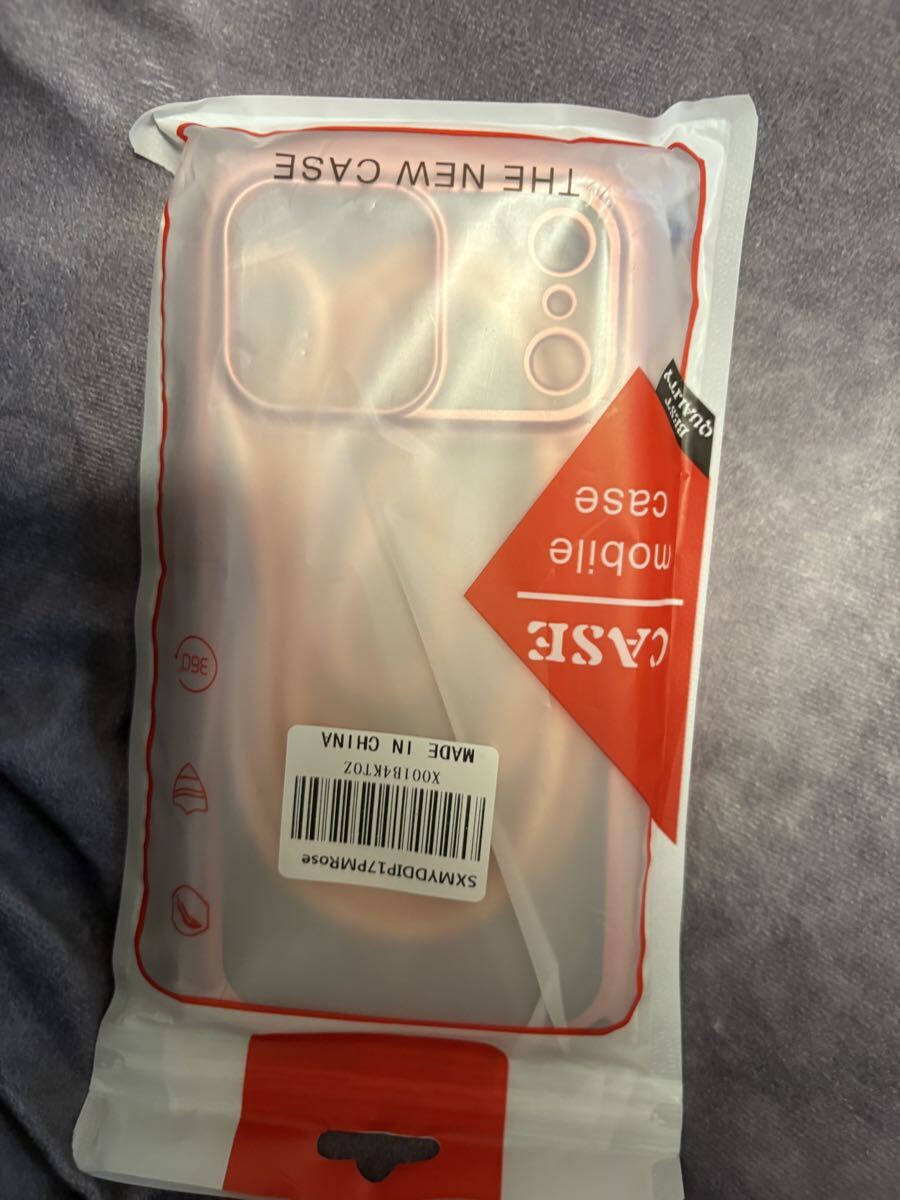 CASE
mobile
case
BEST
QUALITY
SXMYDDIP17PMRose
X001B4KT0Z
MADE IN CHINA
360°
THE NEW CASE